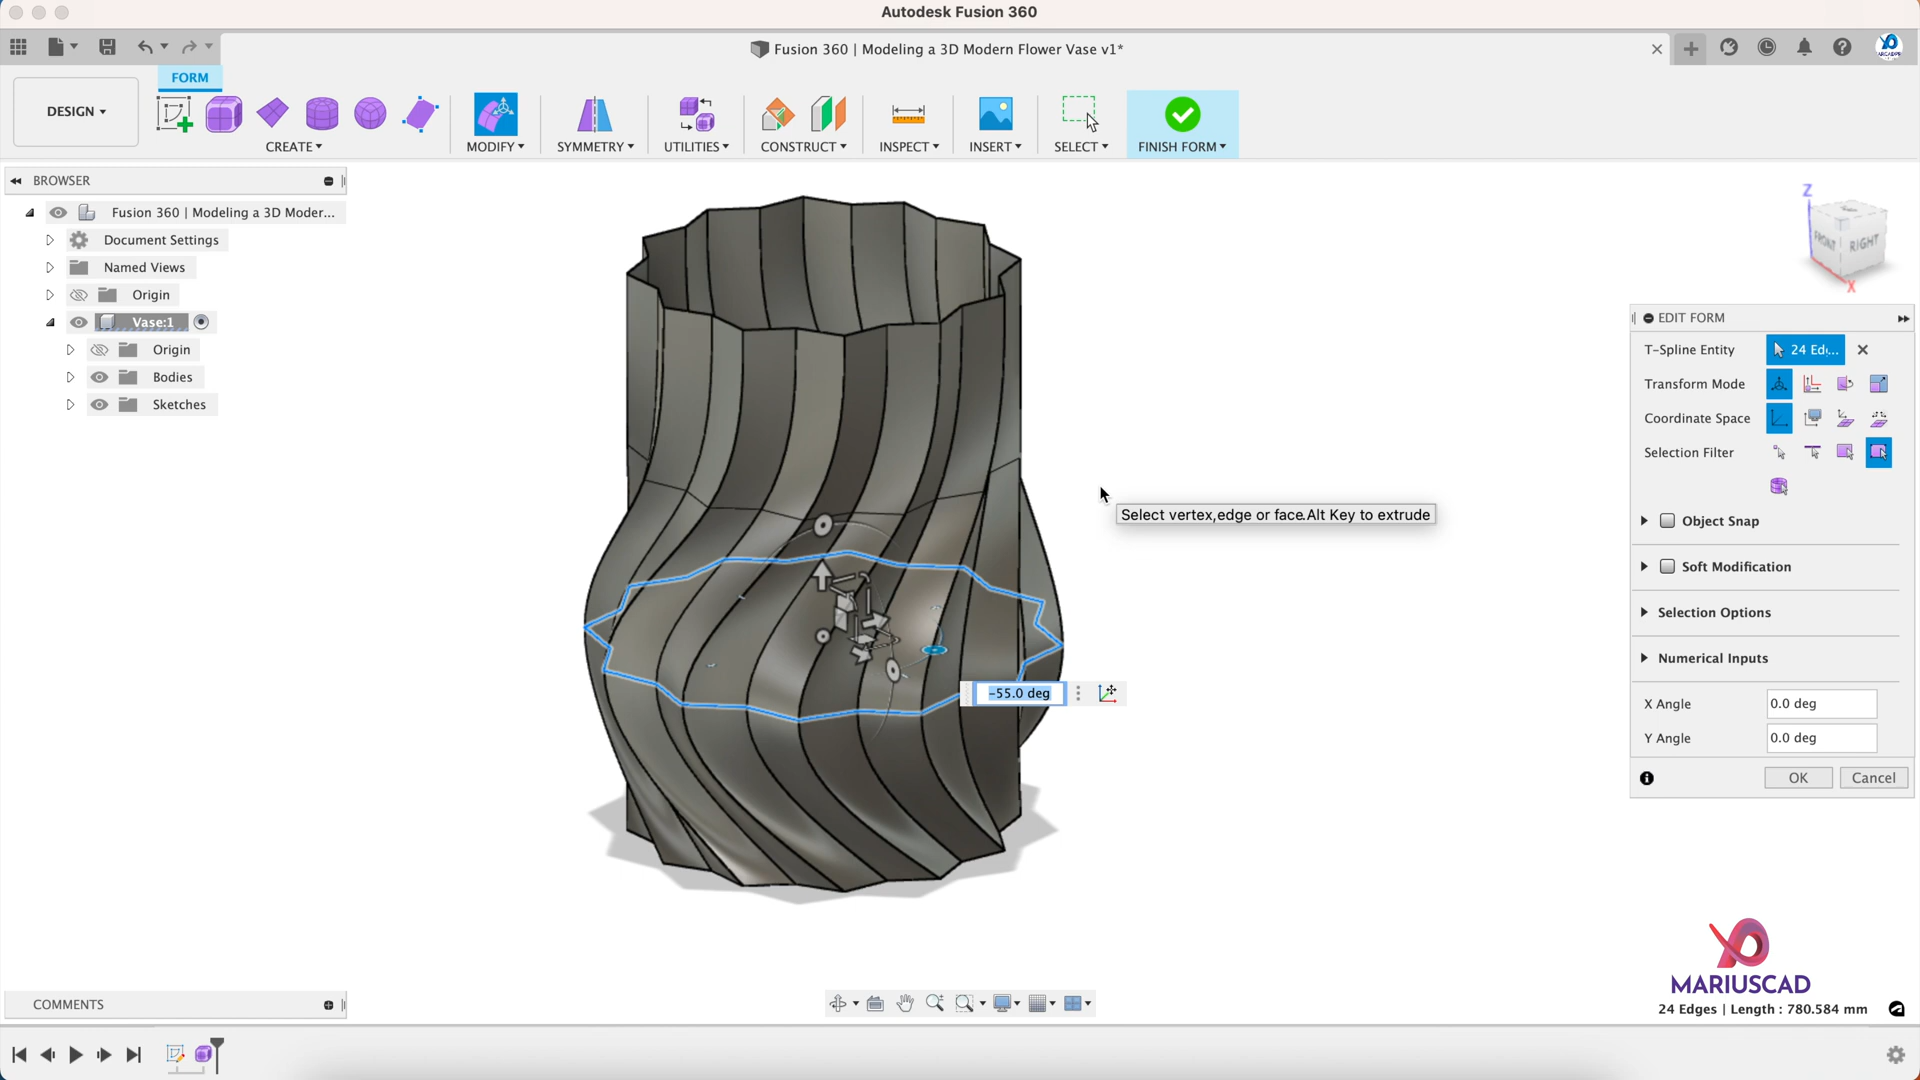 Autodesk Fusion 360
Fusion 360 | Modeling a 3D Modern Flower Vase v1*
FORM
DESIGN
CREATE
MODIFY
SYMMETRY
UTILITIES
CONSTRUCT
INSPECT
INSERT
SELECT
FINISH FORM
BROWSER
Fusion 360 | Modeling a 3D Moder...
Document Settings
Named Views
Origin
Vase:1
Origin
Bodies
Sketches
Z
FRONT
RIGHT
X
EDIT FORM
T-Spline Entity
24 Ed...
Transform Mode
Coordinate Space
Selection Filter
Object Snap
Soft Modification
Selection Options
Numerical Inputs
X Angle
0.0 deg
Y Angle
0.0 deg
OK
Cancel
Select vertex,edge or face.Alt Key to extrude
-55.0 deg
MARIUSCAD
24 Edges | Length : 780.584 mm
COMMENTS